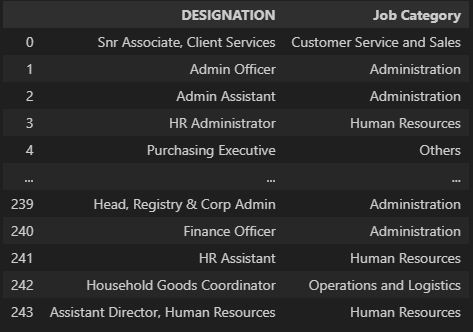 DESIGNATION Job Category
0 Snr Associate, Client Services Customer Service and Sales
1 Admin Officer Administration
2 Admin Assistant Administration
3 HR Administrator Human Resources
4 Purchasing Executive Others
... ... ...
239 Head, Registry & Corp Admin Administration
240 Finance Officer Administration
241 HR Assistant Human Resources
242 Household Goods Coordinator Operations and Logistics
243 Assistant Director, Human Resources Human Resources